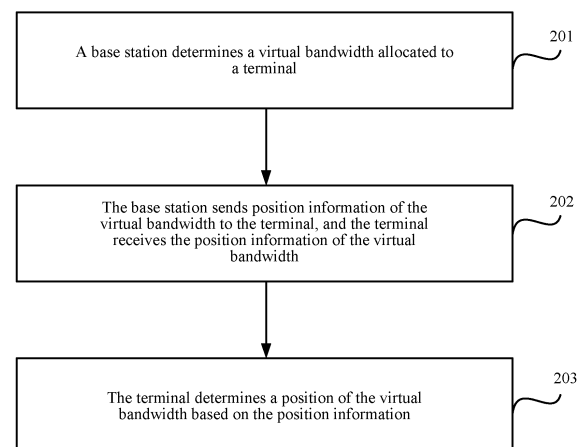 201
A base station determines a virtual bandwidth allocated to
a terminal
202
The base station sends position information of the
virtual bandwidth to the terminal, and the terminal
receives the position information of the virtual
bandwidth
203
The terminal determines a position of the virtual
bandwidth based on the position information